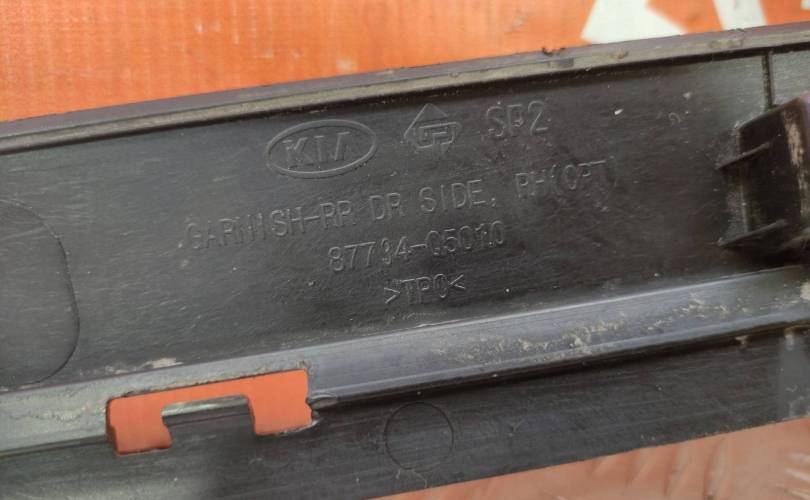 KIA SP2
GARNISH-RR DR SIDE, RH(OPT)
87734-Q5010
>TPO<